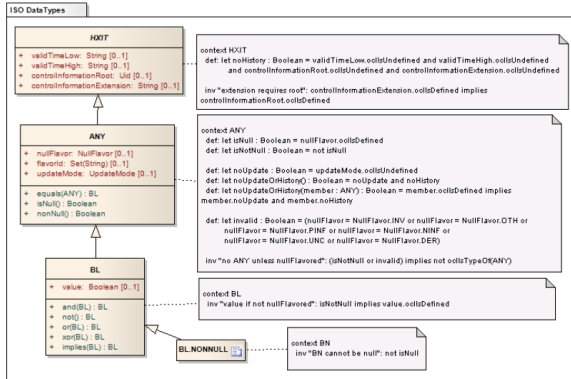 ISO DataTypes
HXIT
+ validTimeLow: String [0..1]
+ validTimeHigh: String [0..1]
+ controlInformationRoot: Uid [0..1]
+ controlInformationExtension: String [0..1]
context HXIT
def: let noHistory : Boolean = validTimeLow.oclIsUndefined and validTimeHigh.oclIsUndefined
and controlInformationRoot.oclIsUndefined and controlInformationExtension.oclIsUndefined
inv "extension requires root": controlInformationExtension.oclIsDefined implies
controlInformationRoot.oclIsDefined
ANY
+ nullFlavor: NullFlavor [0..1]
+ flavorId: Set(String) [0..1]
+ updateMode: UpdateMode [0..1]
+ equals(ANY) : BL
+ isNull() : Boolean
+ nonNull() : Boolean
context ANY
def: let isNull : Boolean = nullFlavor.oclIsDefined
def: let isNotNull : Boolean = not isNull
def: let noUpdate : Boolean = updateMode.oclIsUndefined
def: let noUpdateOrHistory() : Boolean = noUpdate and noHistory
def: let noUpdateOrHistory(member : ANY) : Boolean = member.oclIsDefined implies
member.noUpdate and member.noHistory
def: let invalid : Boolean = (nullFlavor = NullFlavor.INV or nullFlavor = NullFlavor.OTH or
nullFlavor = NullFlavor.PINF or nullFlavor = NullFlavor.NINF or
nullFlavor = NullFlavor.UNC or nullFlavor = NullFlavor.DER)
inv "no ANY unless nullFlavored": (isNotNull or invalid) implies not oclIsTypeOf(ANY)
BL
+ value: Boolean [0..1]
+ and(BL) : BL
+ not() : BL
+ or(BL) : BL
+ xor(BL) : BL
+ implies(BL) : BL
context BL
inv "value if not nullFlavored": isNotNull implies value.oclIsDefined
BL.NONNULL
context BN
inv "BN cannot be null": not isNull